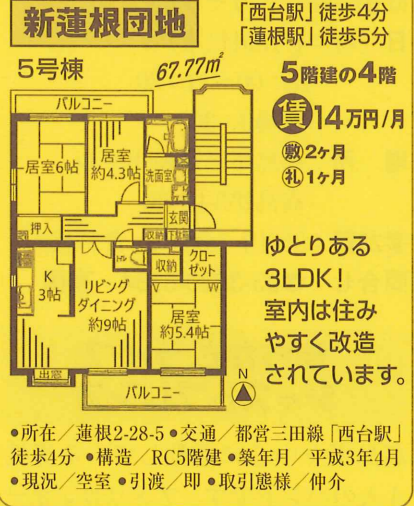 新蓮根団地
「西台駅」徒歩4分
「蓮根駅」徒歩5分
5号棟
67.77㎡
5階建の4階
賃14万円/月
敷2ヶ月
礼1ヶ月
バルコニー
居室6帖
居室
約4.3帖
洗面室
玄関
押入
収納
下駄箱
K
3帖
リビング
ダイニング
約9帖
収納
クロー
ゼット
居室
約5.4帖
出窓
バルコニー
N
ゆとりある
3LDK!
室内は住み
やすく改造
されています。
•所在/蓮根2-28-5 •交通/都営三田線「西台駅」
徒歩4分 •構造/RC5階建 •築年月/平成3年4月
•現況/空室 •引渡/即 •取引態様/仲介